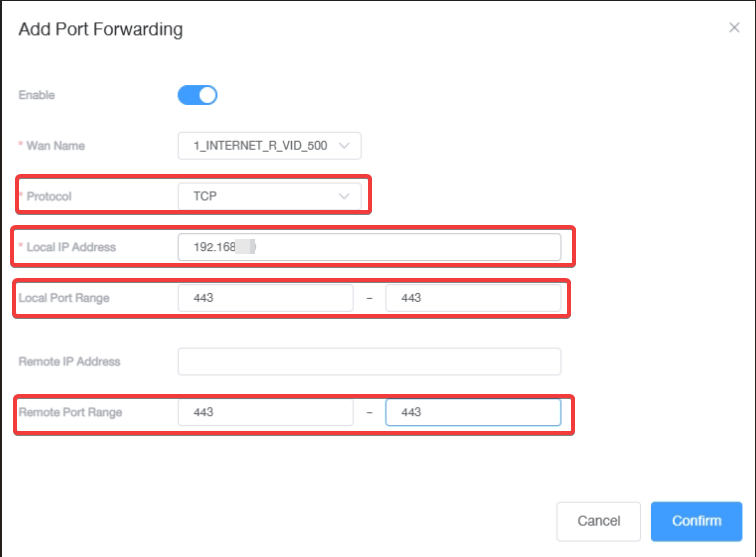 Add Port Forwarding
Enable
* Wan Name 1_INTERNET_R_VID_500
* Protocol TCP
* Local IP Address 192.168
Local Port Range 443 – 443
Remote IP Address
Remote Port Range 443 – 443
Cancel Confirm